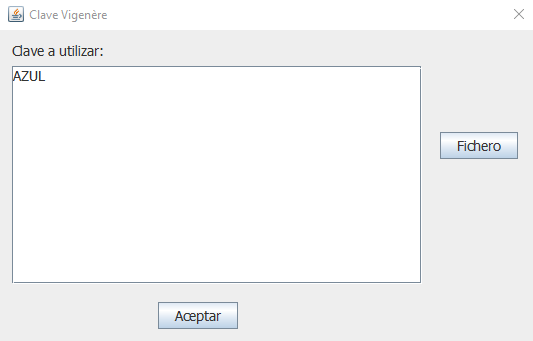 Clave Vigenère
Clave a utilizar:
AZUL
Fichero
Aceptar